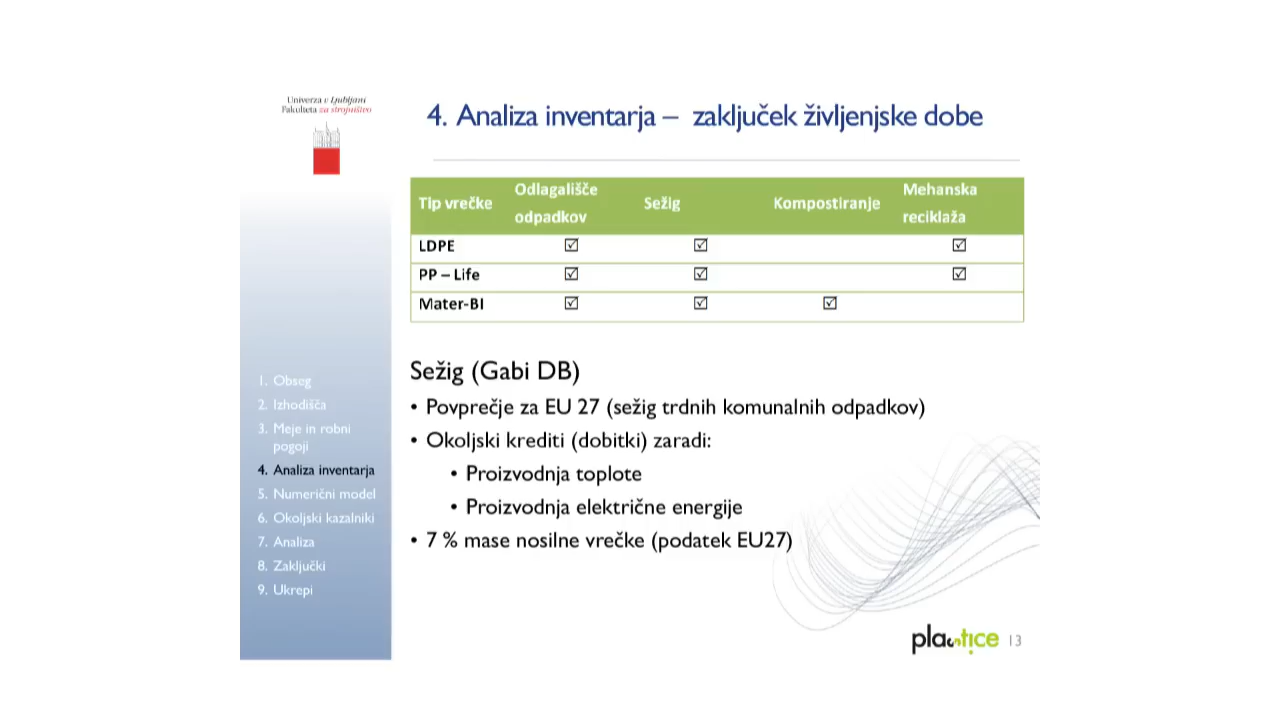 Univerza v Ljubljani
Fakulteta za strojništvo
4. Analiza inventarja – zaključek življenjske dobe
Tip vrečke Odlagališče odpadkov Sežig Kompostiranje Mehanska reciklaža
LDPE ☑ ☑ ☑
PP – Life ☑ ☑ ☑
Mater-BI ☑ ☑ ☑
Sežig (Gabi DB)
• Povprečje za EU 27 (sežig trdnih komunalnih odpadkov)
• Okoljski krediti (dobitki) zaradi:
• Proizvodnja toplote
• Proizvodnja električne energije
• 7 % mase nosilne vrečke (podatek EU27)
1. Obseg
2. Izhodišča
3. Meje in robni
pogoji
4. Analiza inventarja
5. Numerični model
6. Okoljski kazalniki
7. Analiza
8. Zaključki
9. Ukrepi
plastice 13